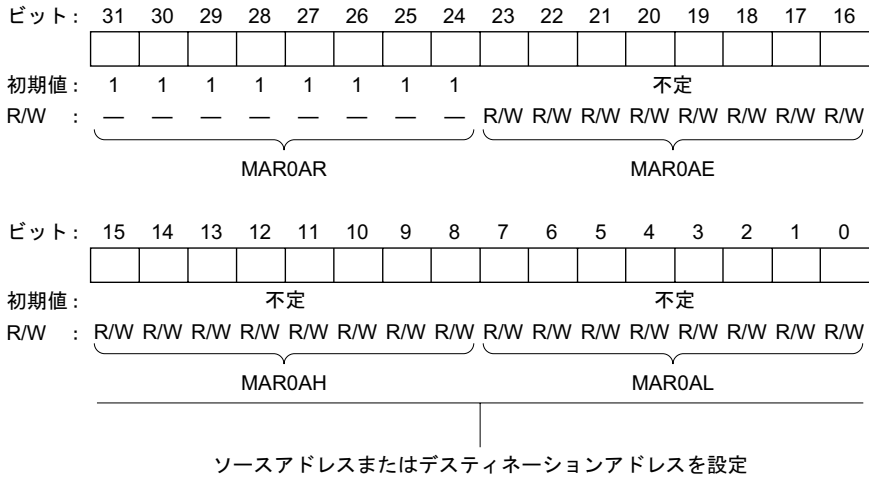 ビット : 31 30 29 28 27 26 25 24 23 22 21 20 19 18 17 16
初期値 : 1 1 1 1 1 1 1 1 不定
R/W : — — — — — — — — R/W R/W R/W R/W R/W R/W R/W R/W
MAR0AR MAR0AE
ビット : 15 14 13 12 11 10 9 8 7 6 5 4 3 2 1 0
初期値 : 不定 不定
R/W : R/W R/W R/W R/W R/W R/W R/W R/W R/W R/W R/W R/W R/W R/W R/W R/W
MAR0AH MAR0AL
ソースアドレスまたはデスティネーションアドレスを設定